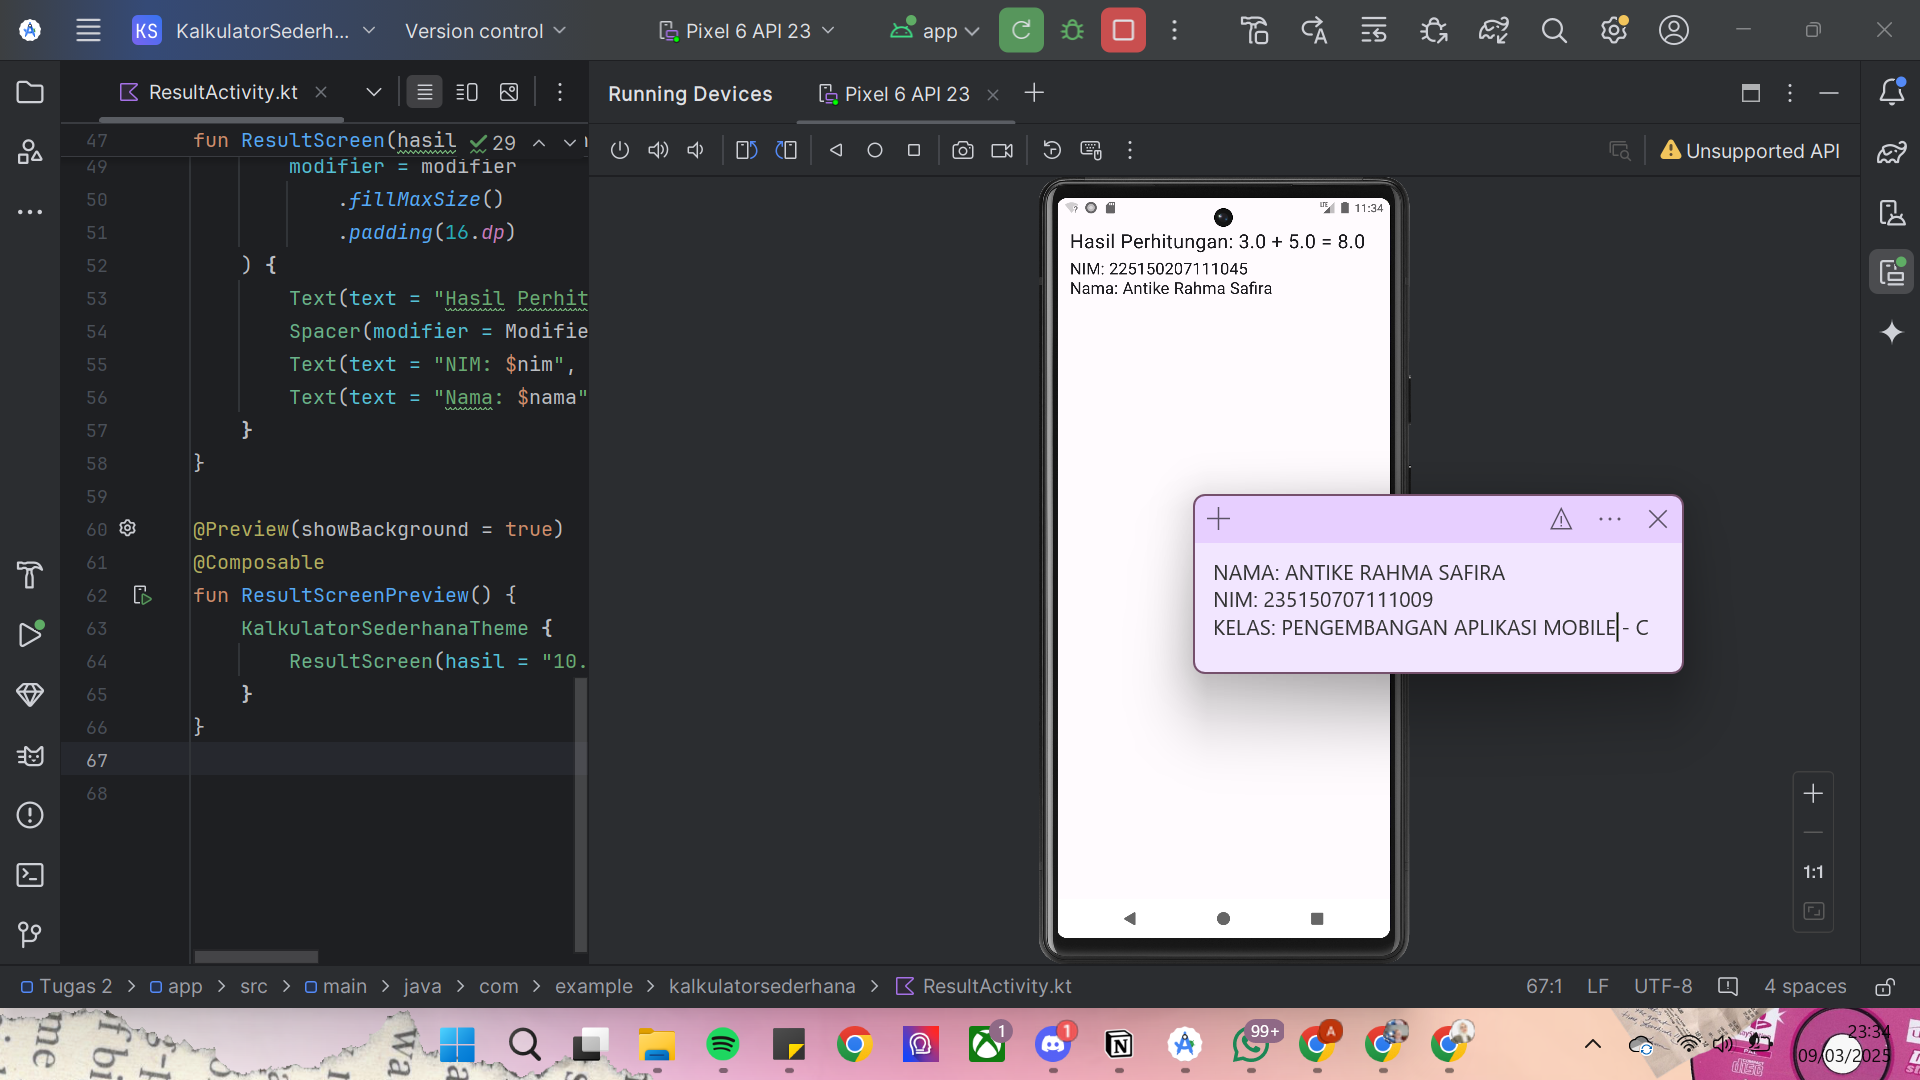 KS KalkulatorSederh... Version control Pixel 6 API 23 app
ResultActivity.kt
Running Devices Pixel 6 API 23
Unsupported API
47 fun ResultScreen(hasil 29
49 modifier = modifier
50 .fillMaxSize()
51 .padding(16.dp)
52 ) {
53 Text(text = "Hasil Perhit
54 Spacer(modifier = Modifie
55 Text(text = "NIM: $nim",
56 Text(text = "Nama: $nama"
57 }
58 }
59
60 @Preview(showBackground = true)
61 @Composable
62 fun ResultScreenPreview() {
63 KalkulatorSederhanaTheme {
64 ResultScreen(hasil = "10.
65 }
66 }
67
68
LTE 11:34
Hasil Perhitungan: 3.0 + 5.0 = 8.0
NIM: 225150207111045
Nama: Antike Rahma Safira
NAMA: ANTIKE RAHMA SAFIRA
NIM: 235150707111009
KELAS: PENGEMBANGAN APLIKASI MOBILE - C
1:1
Tugas 2 > app > src > main > java > com > example > kalkulatorsederhana > ResultActivity.kt
67:1 LF UTF-8 4 spaces
1 1 99+ A
23:34
09/03/2025